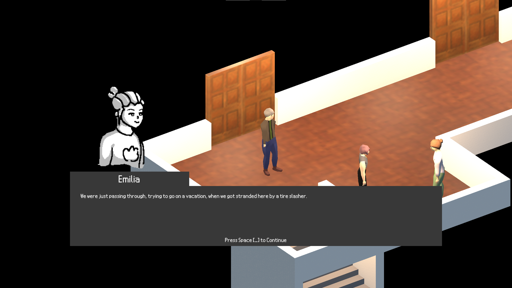 Emilia
We were just passing through, trying to go on a vacation, when we got stranded here by a tire slasher.
Press Space [_] to Continue